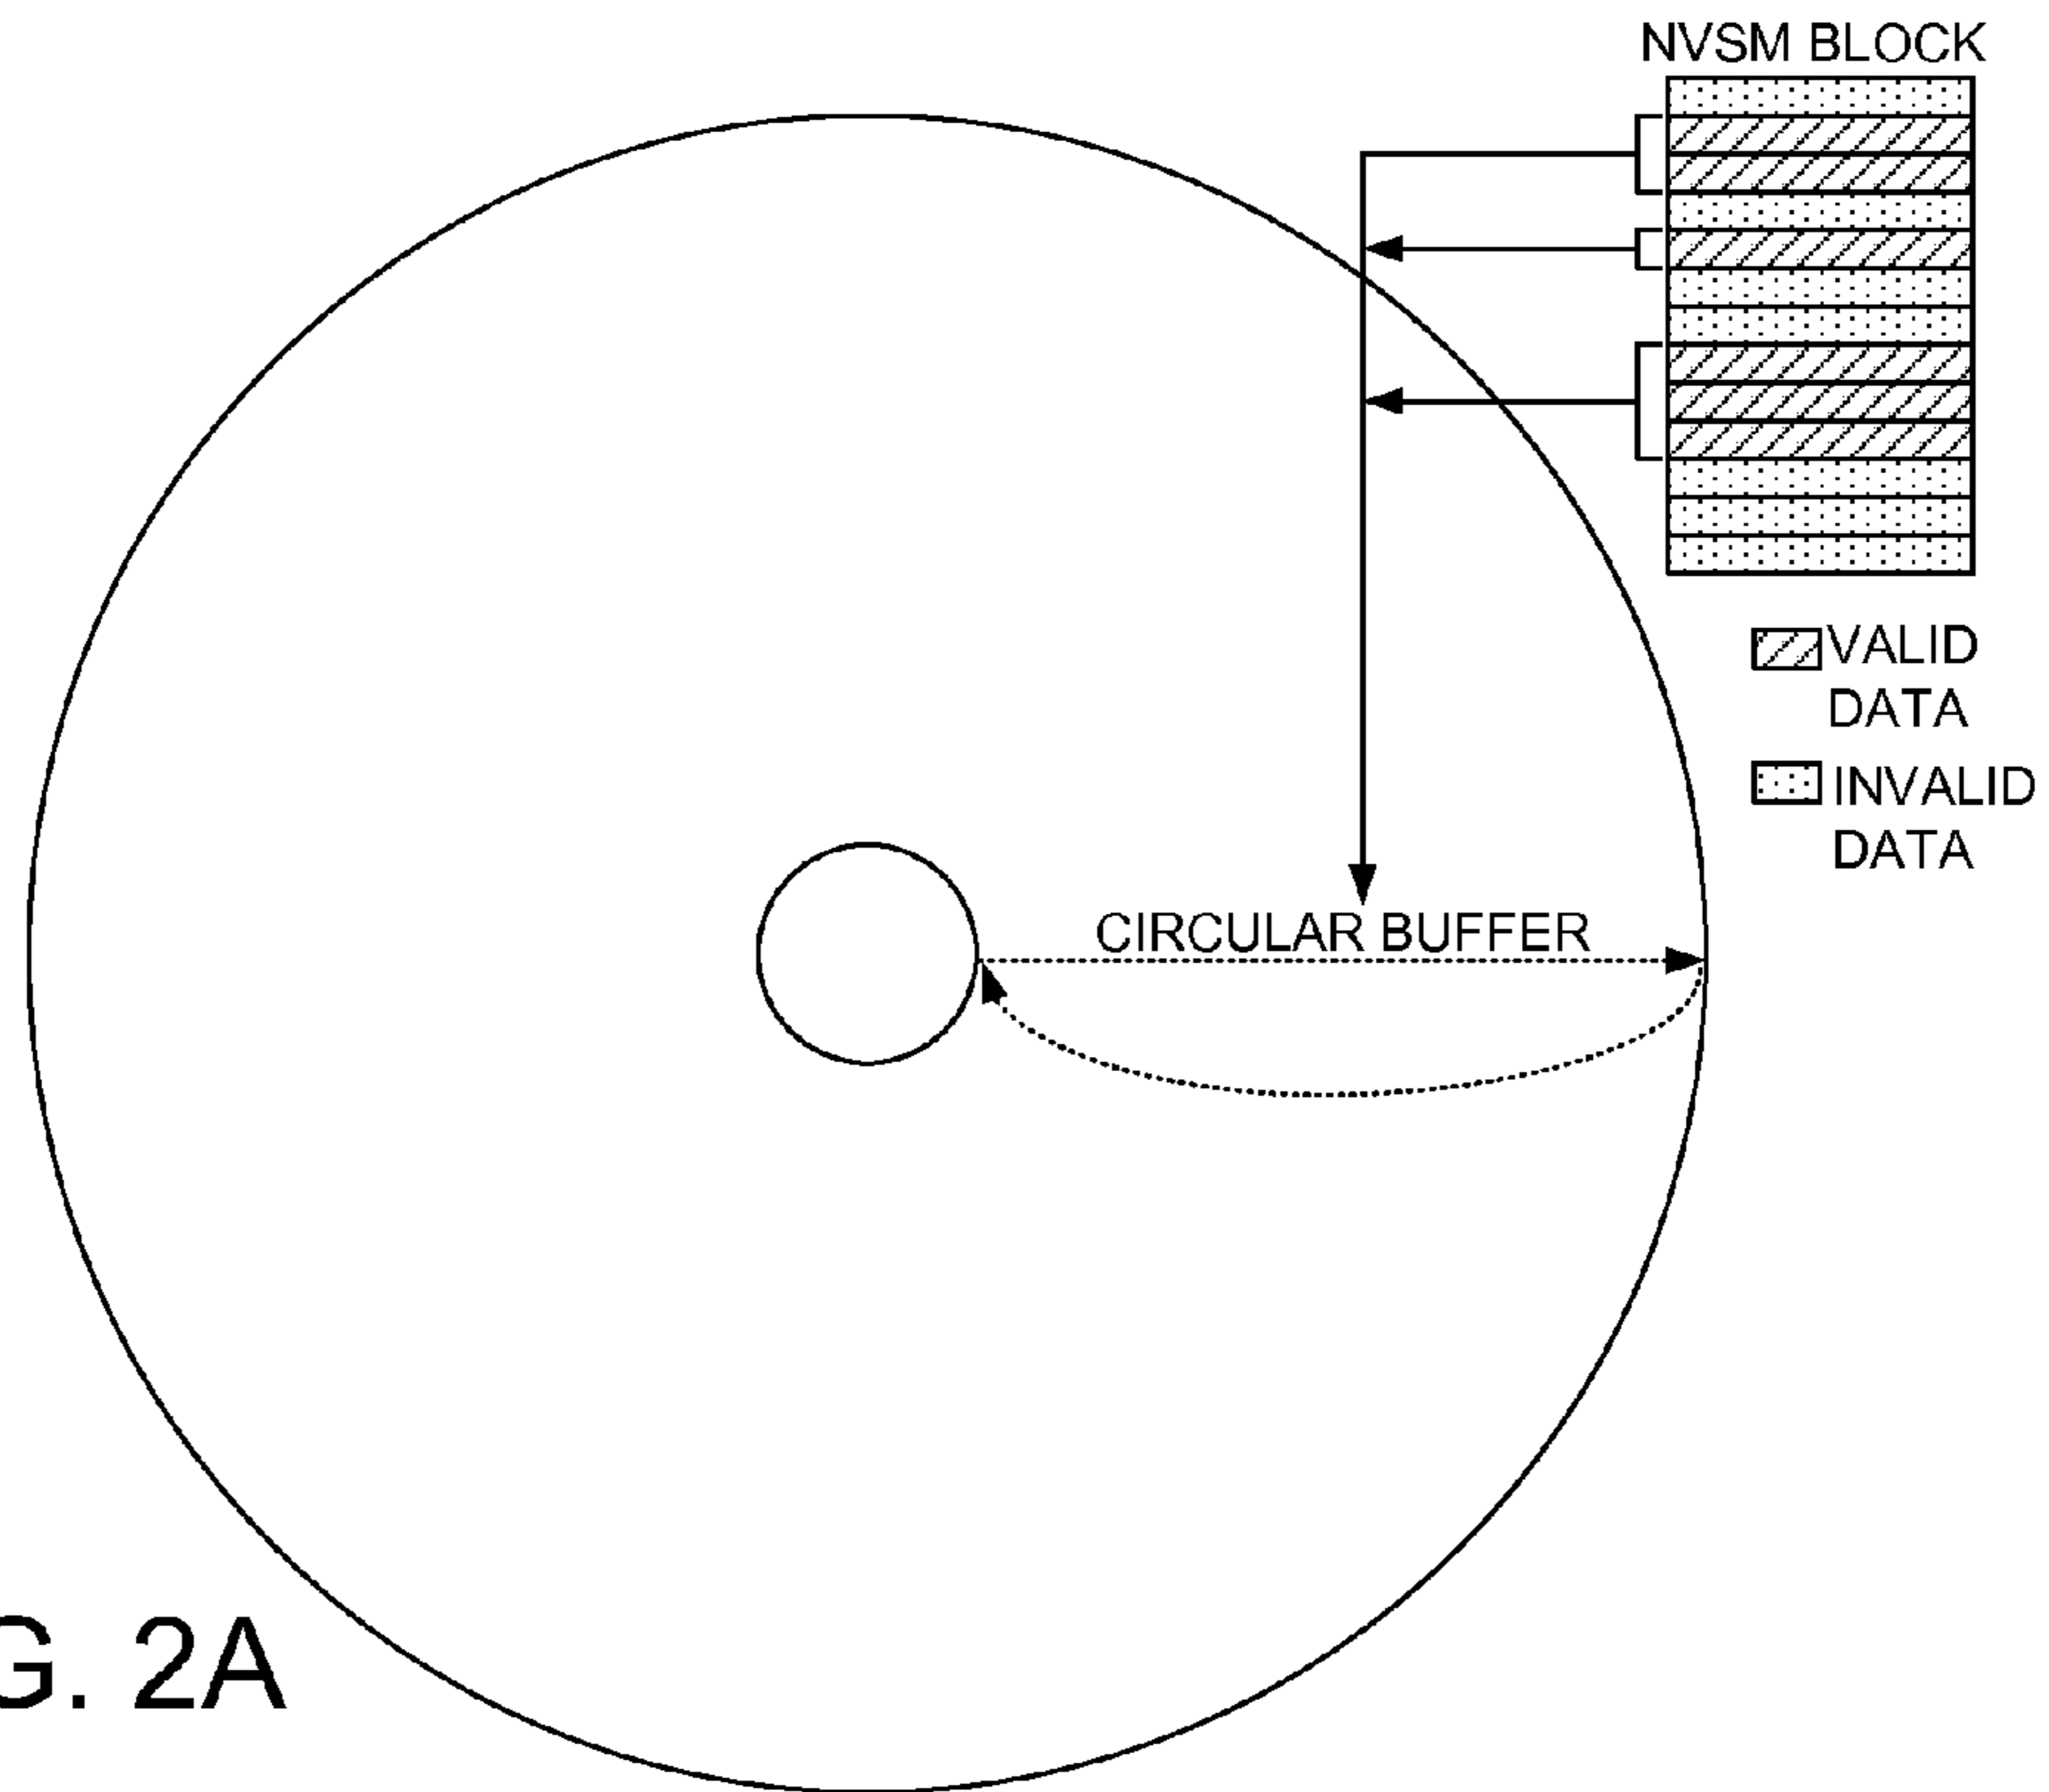 NVSM BLOCK
VALID
DATA
INVALID
DATA
CIRCULAR BUFFER
G. 2A